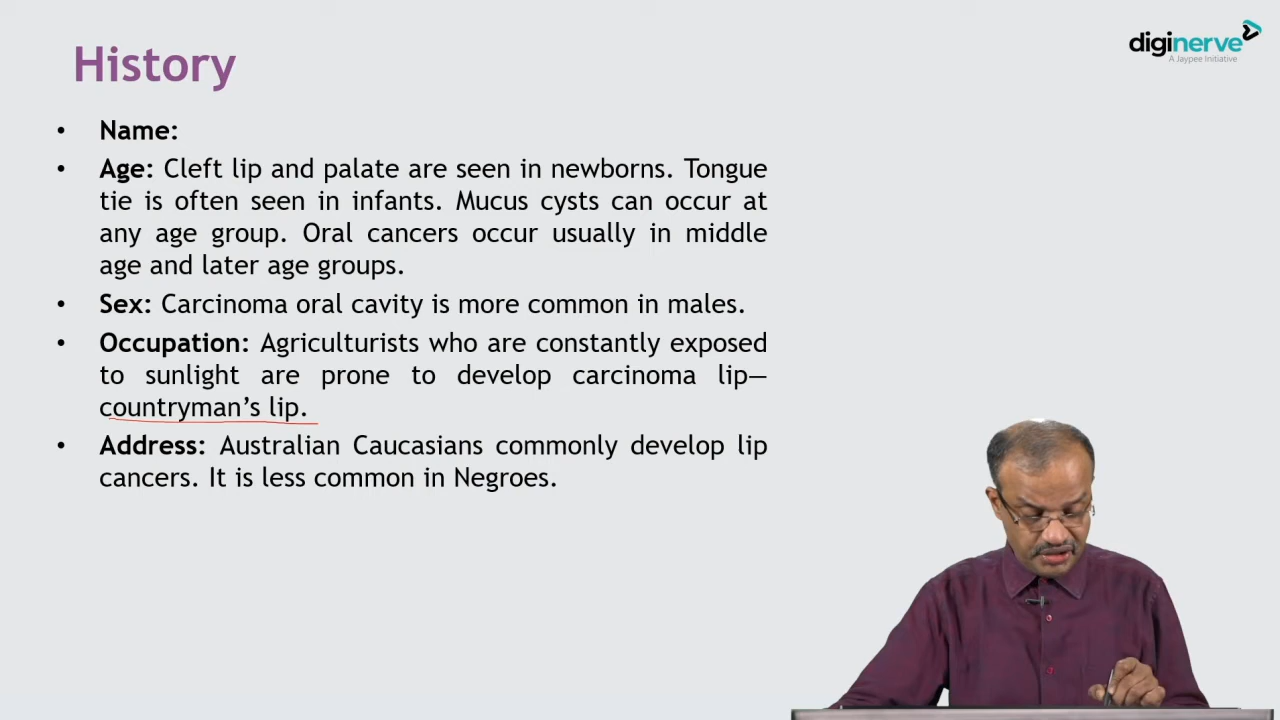 History
diginerve
A Jaypee Initiative
• Name:
• Age: Cleft lip and palate are seen in newborns. Tongue
tie is often seen in infants. Mucus cysts can occur at
any age group. Oral cancers occur usually in middle
age and later age groups.
• Sex: Carcinoma oral cavity is more common in males.
• Occupation: Agriculturists who are constantly exposed
to sunlight are prone to develop carcinoma lip—
countryman's lip.
• Address: Australian Caucasians commonly develop lip
cancers. It is less common in Negroes.